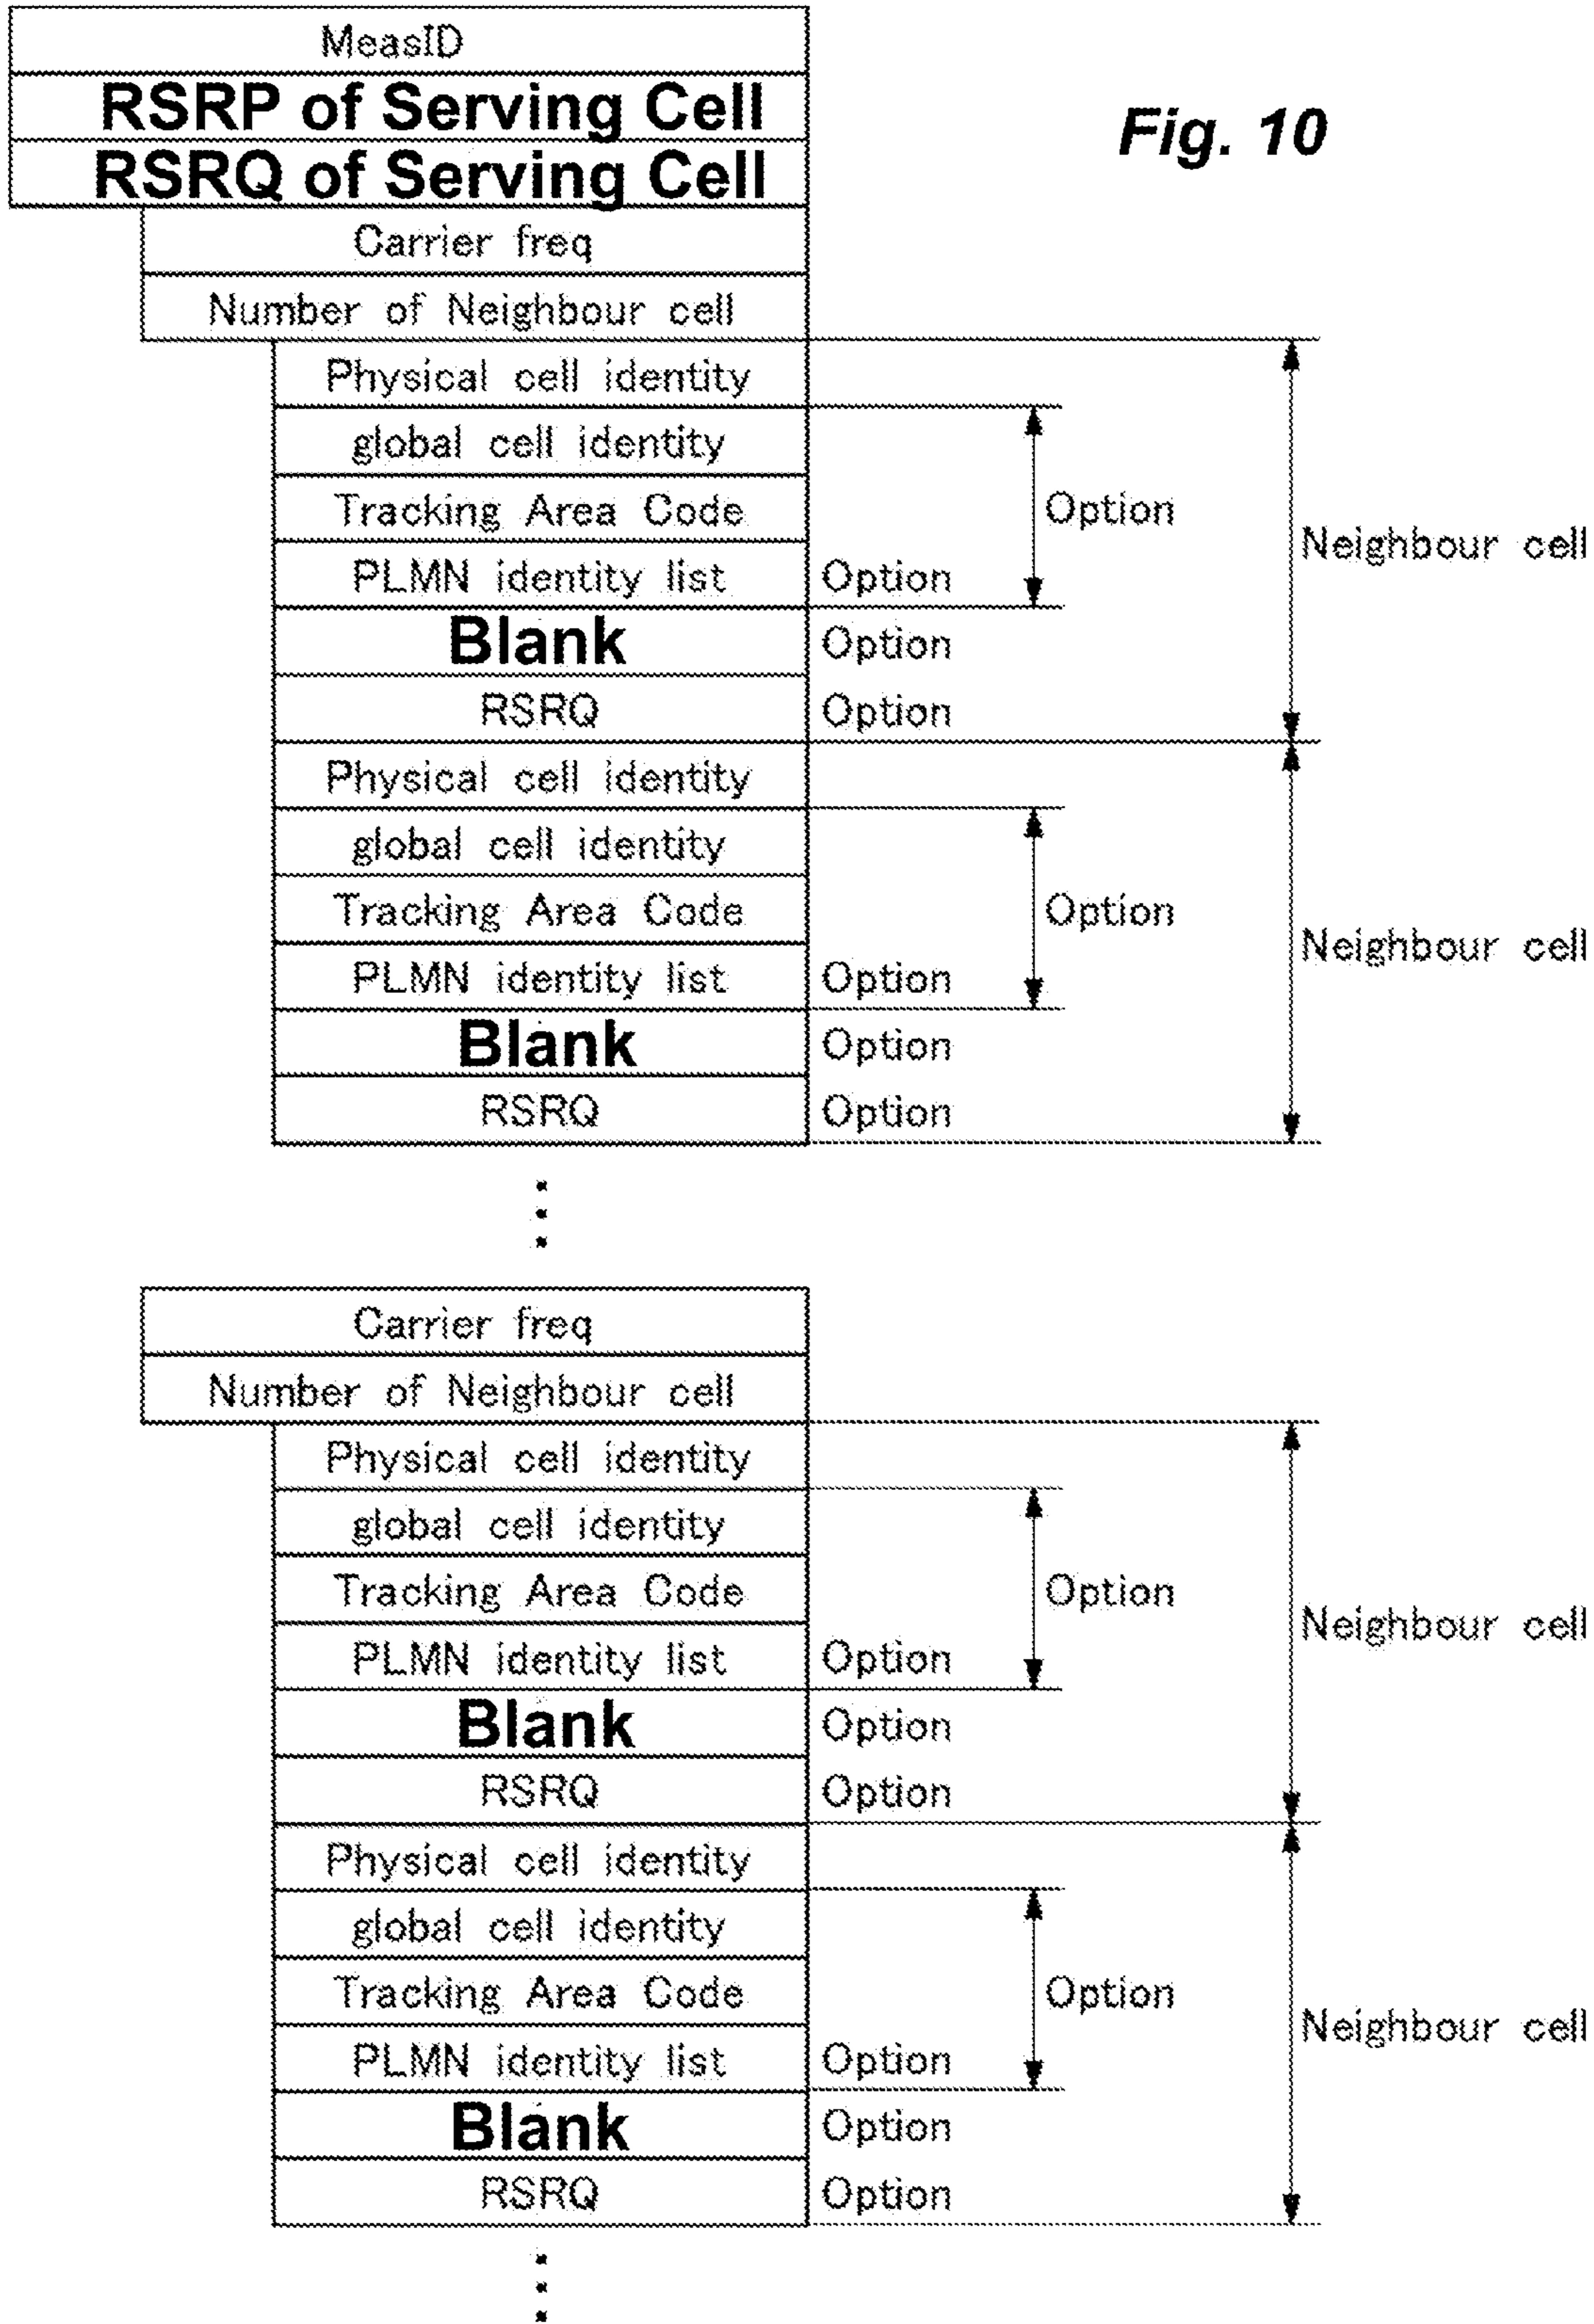 MeasID
RSRP of Serving Cell
Fig. 10
RSRQ of Serving Cell
Carrier freq
Number of Neighbour cell
Physical cell identity
global cell identity
Tracking Area Code
Option
Neighbour cell
PLMN identity list
Option
Blank
Option
RSRQ
Option
Physical cell identity
global cell identity
Tracking Area Code
Option
Neighbour cell
PLMN identity list
Option
Blank
Option
RSRQ
Option
Carrier freq
Number of Neighbour cell
Physical cell identity
global cell identity
Tracking Area Code
Option
Neighbour cell
PLMN identity list
Option
Blank
Option
RSRQ
Option
Physical cell identity
global cell identity
Tracking Area Code
Option
Neighbour cell
PLMN identity list
Option
Blank
Option
RSRQ
Option